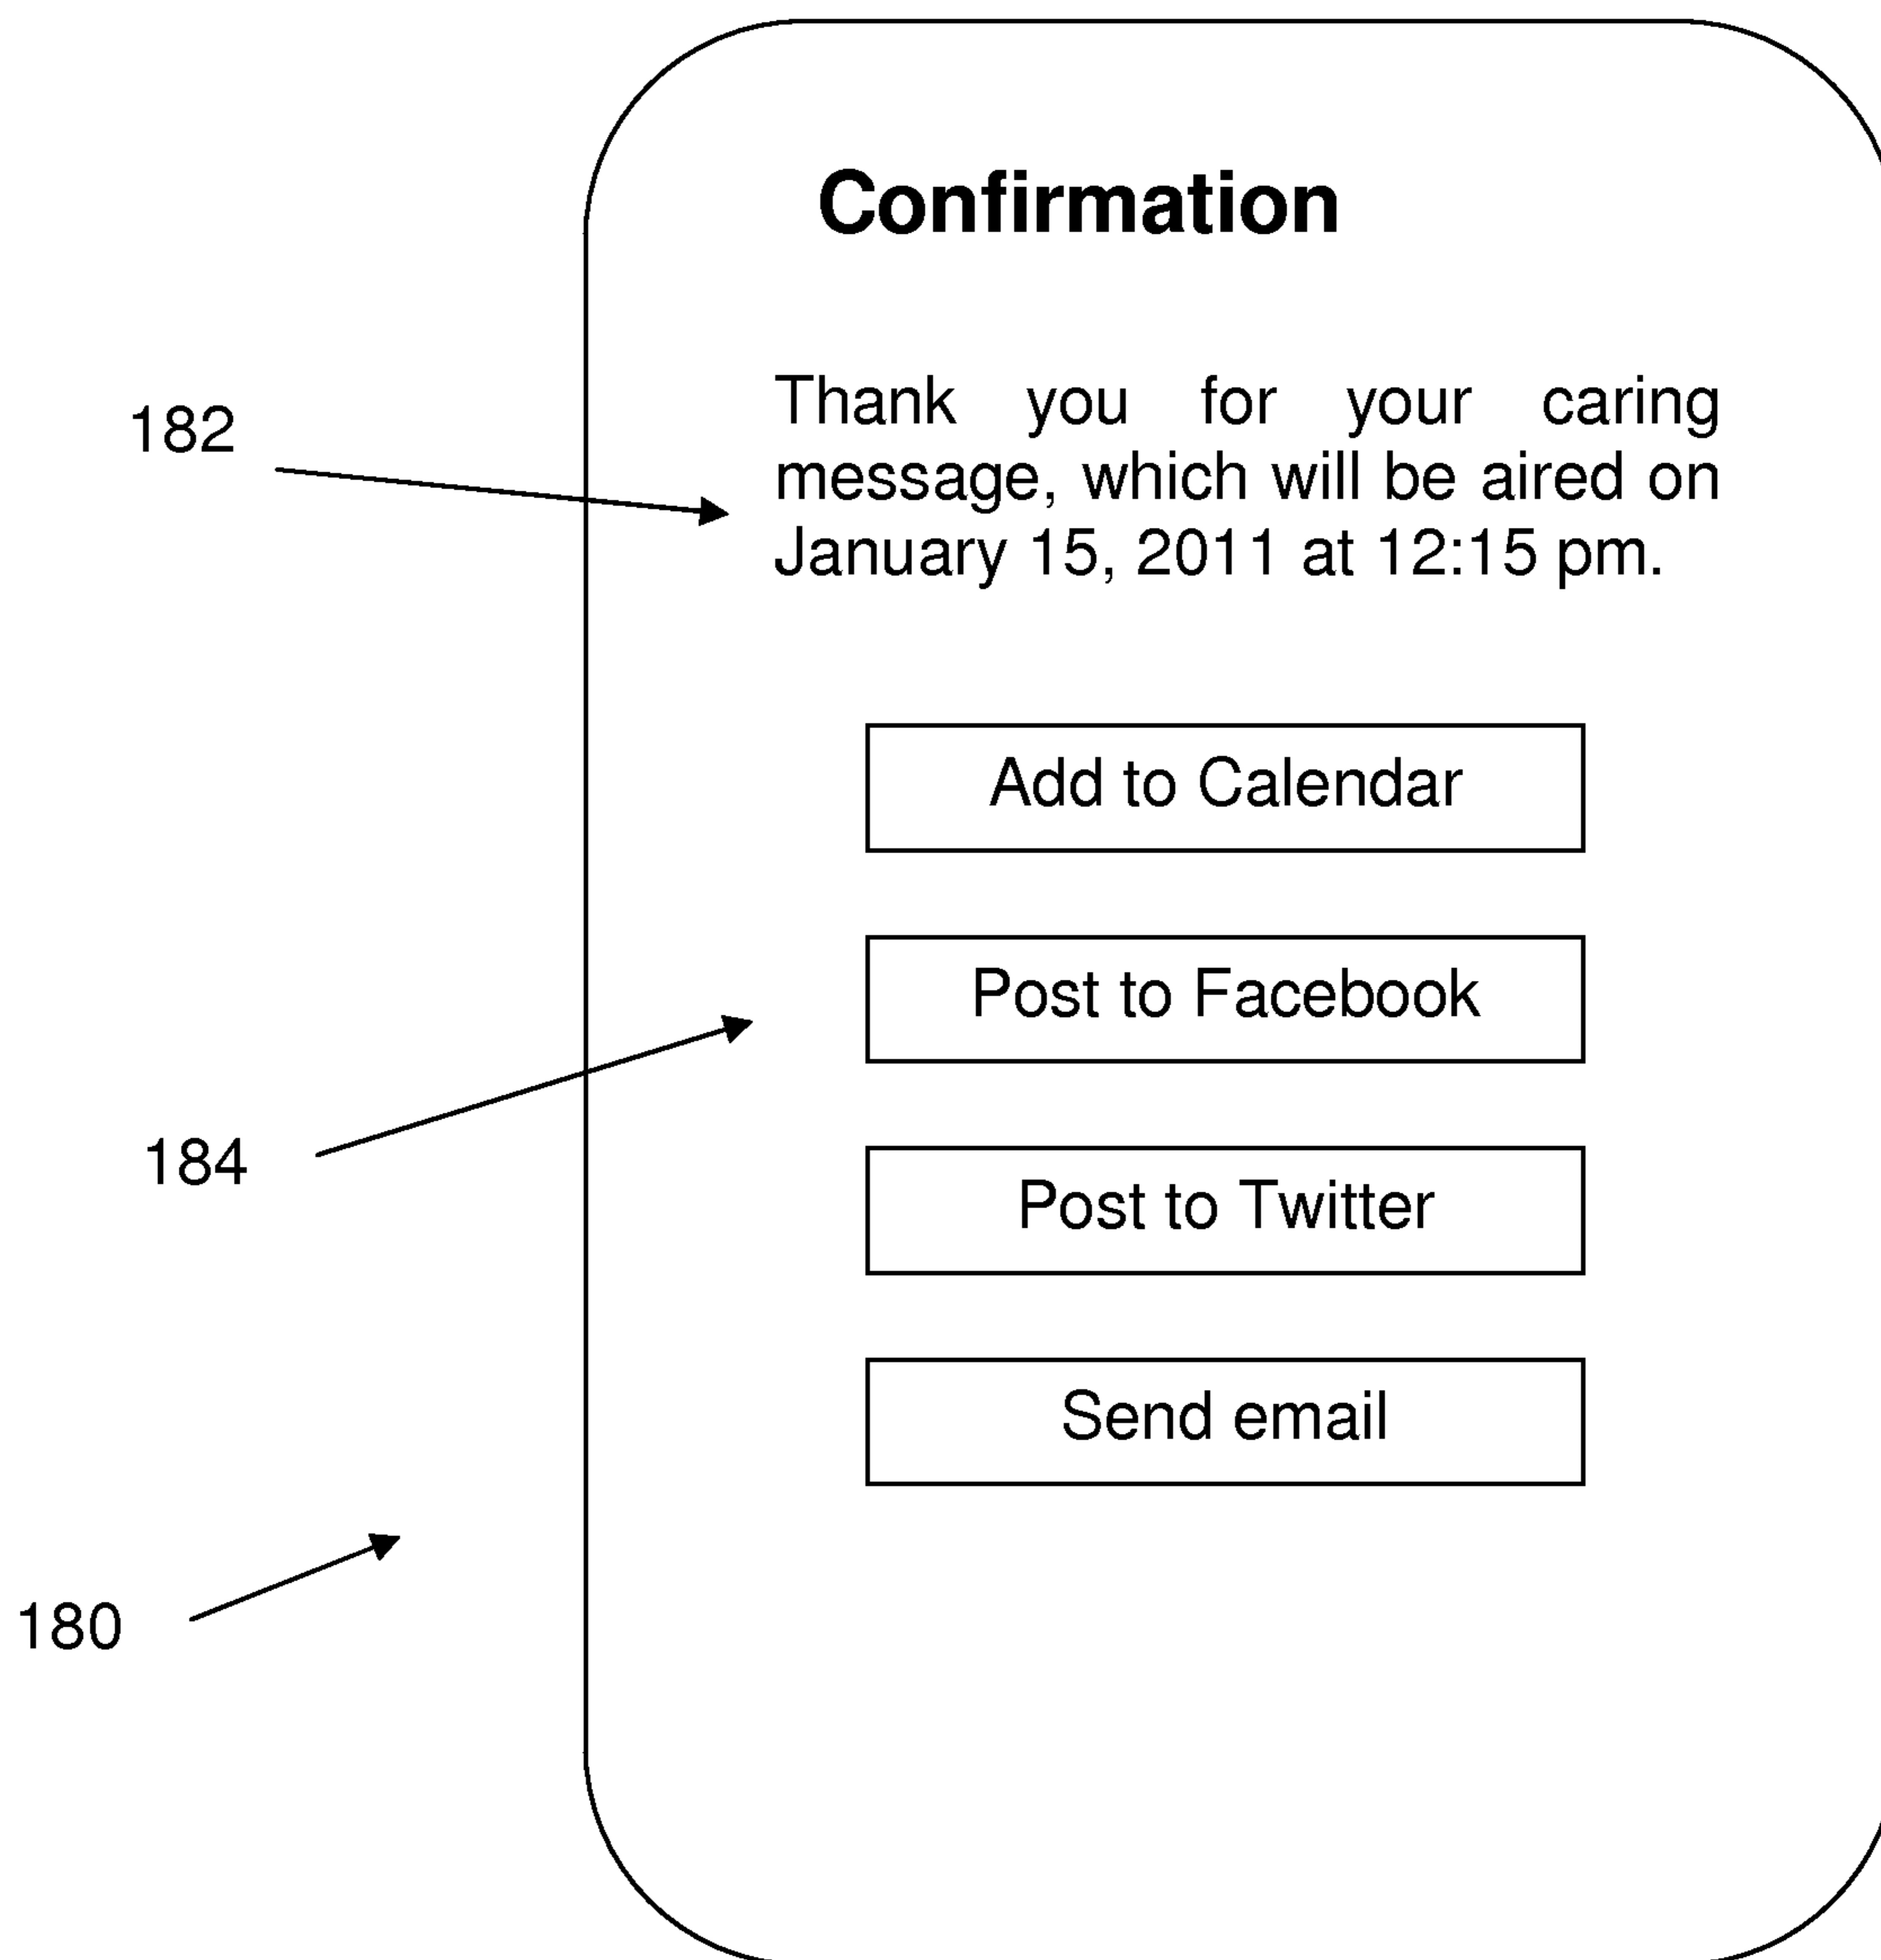 Confirmation
182
Thank you for your caring
message, which will be aired on
January 15, 2011 at 12:15 pm.
Add to Calendar
Post to Facebook
184
Post to Twitter
Send email
180